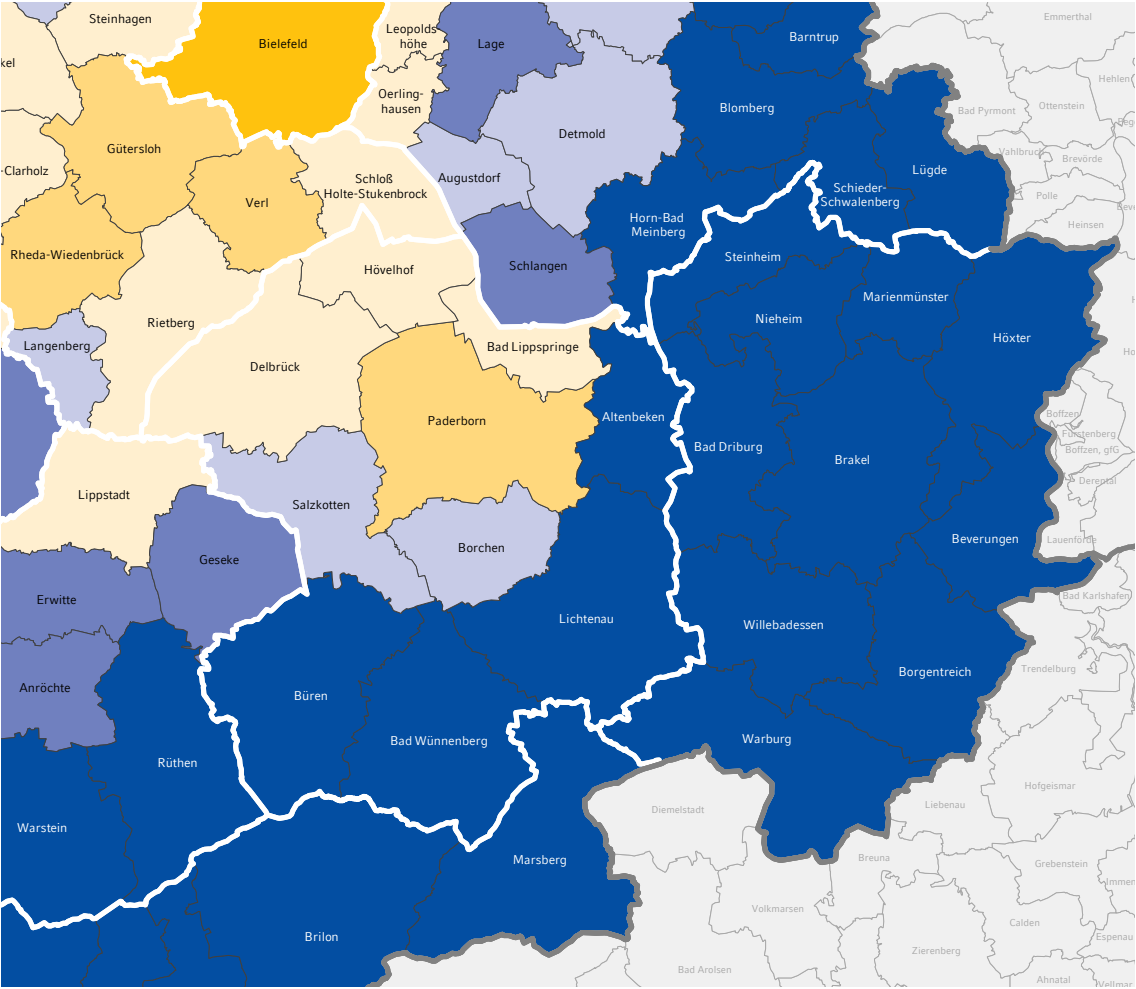 Steinhagen
Bielefeld
Leopolds
höhe
Lage
Barntrup
Emmerthal
kel
Oerling-
hausen
Hehlen
Blomberg
Ottenstein
Bad Pyrmont
Detmold
Gütersloh
Vahlbruch
Brevörde
-Clarholz
Augustdorf
Lügde
Schloß
Holte-Stukenbrock
Schieder-
Schwalenberg
Polle
Verl
Horn-Bad
Meinberg
Heinsen
Rheda-Wiedenbrück
Steinheim
Schlangen
Hövelhof
Marienmünster
Nieheim
Rietberg
Höxter
Langenberg
Bad Lippspringe
Delbrück
Boffzen
Altenbeken
Paderborn
Fürstenberg
Bad Driburg
Boffzen, gfG
Brakel
Derental
Lippstadt
Salzkotten
Beverungen
Lauenförde
Borchen
Geseke
Bad Karlshafen
Erwitte
Lichtenau
Willebadessen
Trendelburg
Borgentreich
Anröchte
Büren
Bad Wünnenberg
Warburg
Rüthen
Hofgeismar
Liebenau
Diemelstadt
Warstein
Breuna
Marsberg
Grebenstein
Immen
Volkmarsen
Calden
Brilon
Espenau
Zierenberg
Bad Arolsen
Ahnatal
Vellmar